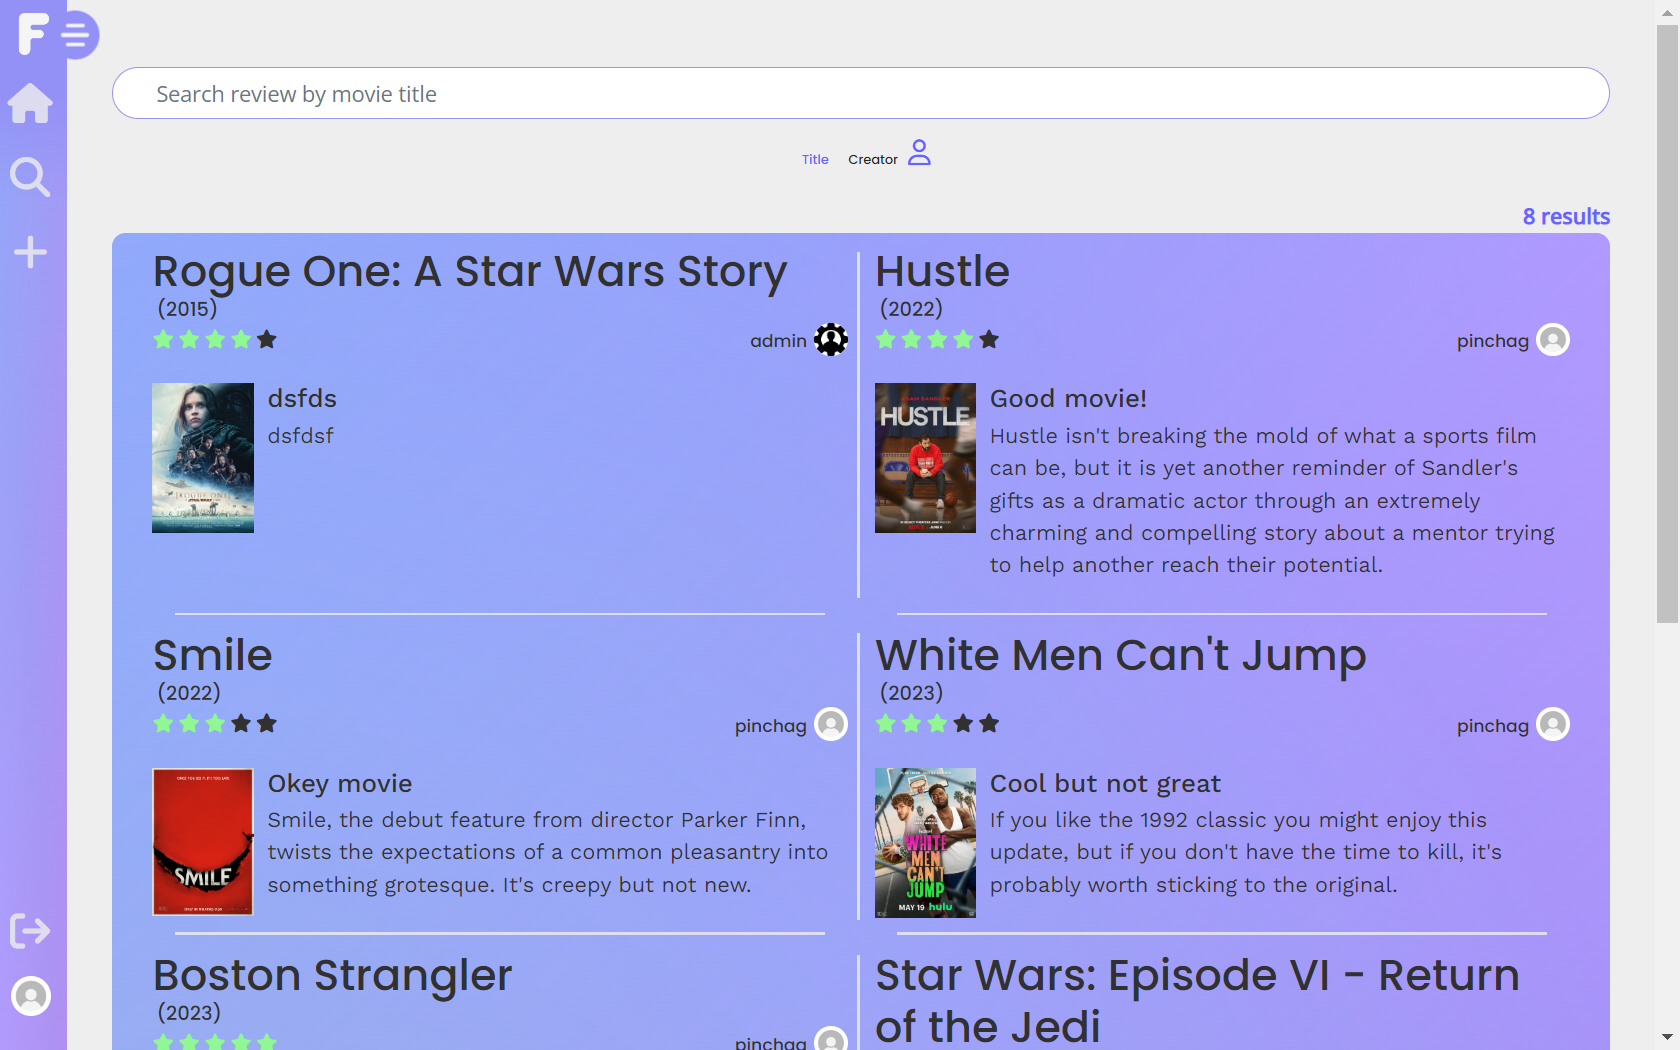 F
Search review by movie title
Title Creator
8 results
Rogue One: A Star Wars Story
(2015)
admin
dsfds
dsfdsf
ROGUE ONE
Hustle
(2022)
pinchag
ADAM SANDLER
HUSTLE
Good movie!
Hustle isn't breaking the mold of what a sports film
can be, but it is yet another reminder of Sandler's
gifts as a dramatic actor through an extremely
charming and compelling story about a mentor trying
to help another reach their potential.
Smile
(2022)
pinchag
SMILE
Okey movie
Smile, the debut feature from director Parker Finn,
twists the expectations of a common pleasantry into
something grotesque. It's creepy but not new.
White Men Can't Jump
(2023)
pinchag
WHITE
MEN
CAN'T
JUMP
MAY 19 hulu
Cool but not great
If you like the 1992 classic you might enjoy this
update, but if you don't have the time to kill, it's
probably worth sticking to the original.
Boston Strangler
(2023)
pinchag
Star Wars: Episode VI - Return
of the Jedi